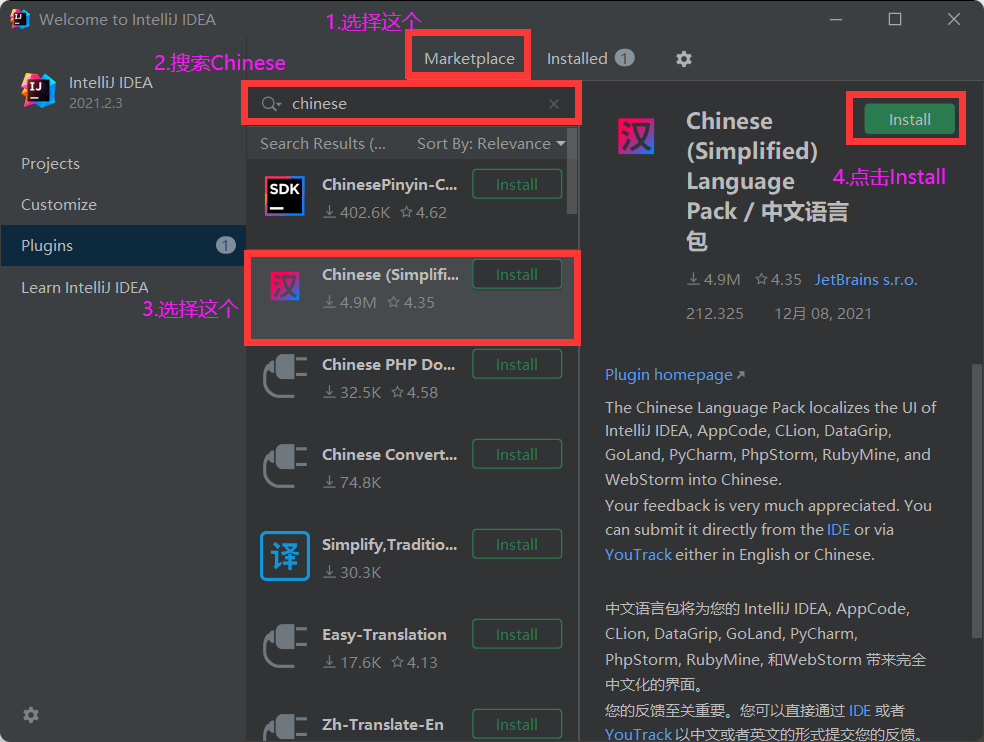 Welcome to IntelliJ IDEA
1.选择这个
2.搜索Chinese
Marketplace
Installed 1
IJ
IntelliJ IDEA
2021.2.3
Projects
Customize
Plugins 1
Learn IntelliJ IDEA
3.选择这个
chinese
Search Results (...
Sort By: Relevance
SDK
ChinesePinyin-C...
Install
402.6K 4.62
汉
Chinese (Simplifi...
Install
4.9M 4.35
Chinese PHP Do...
Install
32.5K 4.58
Chinese Convert...
Install
74.8K
译
Simplify,Traditio...
Install
30.3K
Easy-Translation
Install
17.6K 4.13
Zh-Translate-En
Install
汉
Chinese
(Simplified)
Language
Pack / 中文语言
包
Install
4.点击Install
4.9M 4.35 JetBrains s.r.o.
212.325 12月 08, 2021
Plugin homepage
The Chinese Language Pack localizes the UI of
IntelliJ IDEA, AppCode, CLion, DataGrip,
GoLand, PyCharm, PhpStorm, RubyMine, and
WebStorm into Chinese.
Your feedback is very much appreciated. You
can submit it directly from the IDE or via
YouTrack either in English or Chinese.
中文语言包将为您的 IntelliJ IDEA, AppCode,
CLion, DataGrip, GoLand, PyCharm,
PhpStorm, RubyMine, 和WebStorm 带来完全
中文化的界面。
您的反馈至关重要。您可以直接通过 IDE 或者
YouTrack 以中文或者英文的形式提交您的反馈。